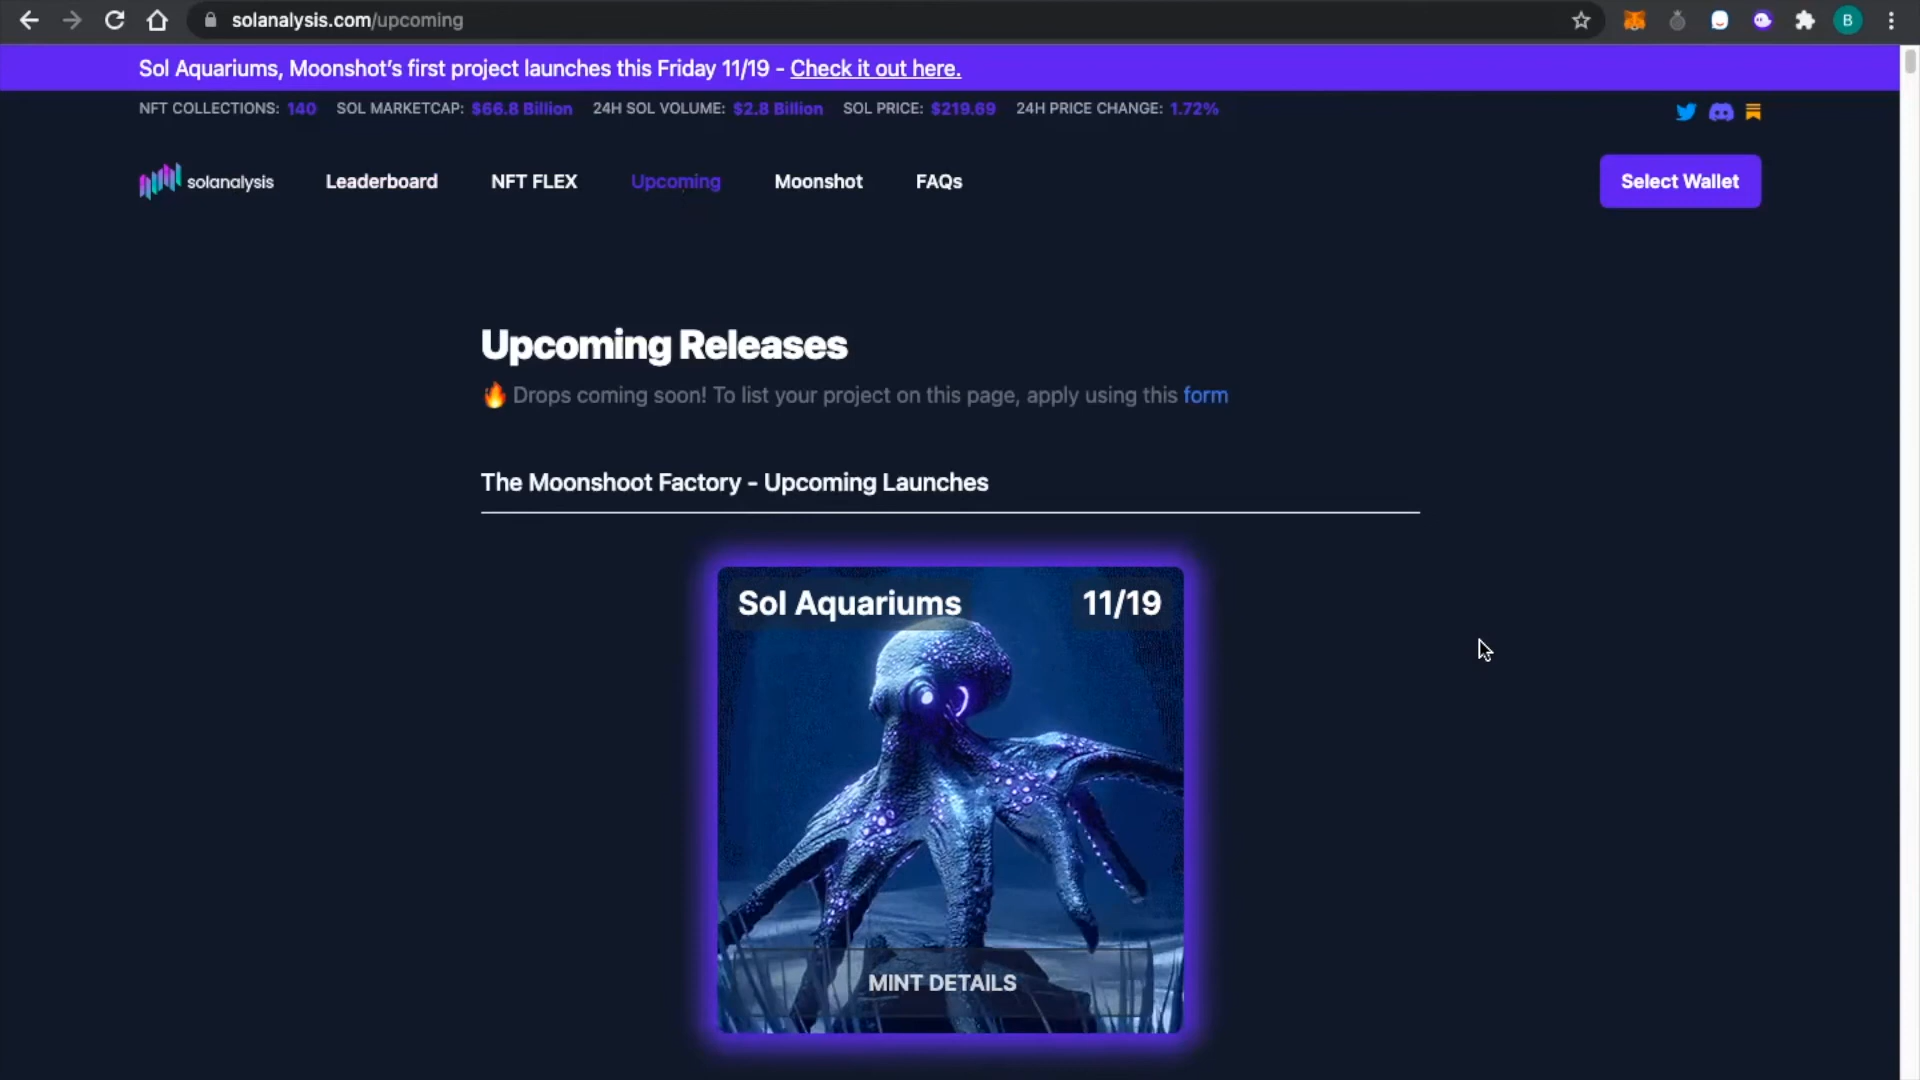 solanalysis.com/upcoming
B
Sol Aquariums, Moonshot's first project launches this Friday 11/19 - Check it out here.
NFT COLLECTIONS: 140 SOL MARKETCAP: $66.8 Billion 24H SOL VOLUME: $2.8 Billion SOL PRICE: $219.69 24H PRICE CHANGE: 1.72%
solanalysis Leaderboard NFT FLEX Upcoming Moonshot FAQs Select Wallet
Upcoming Releases
🔥 Drops coming soon! To list your project on this page, apply using this form
The Moonshoot Factory - Upcoming Launches
Sol Aquariums 11/19
MINT DETAILS